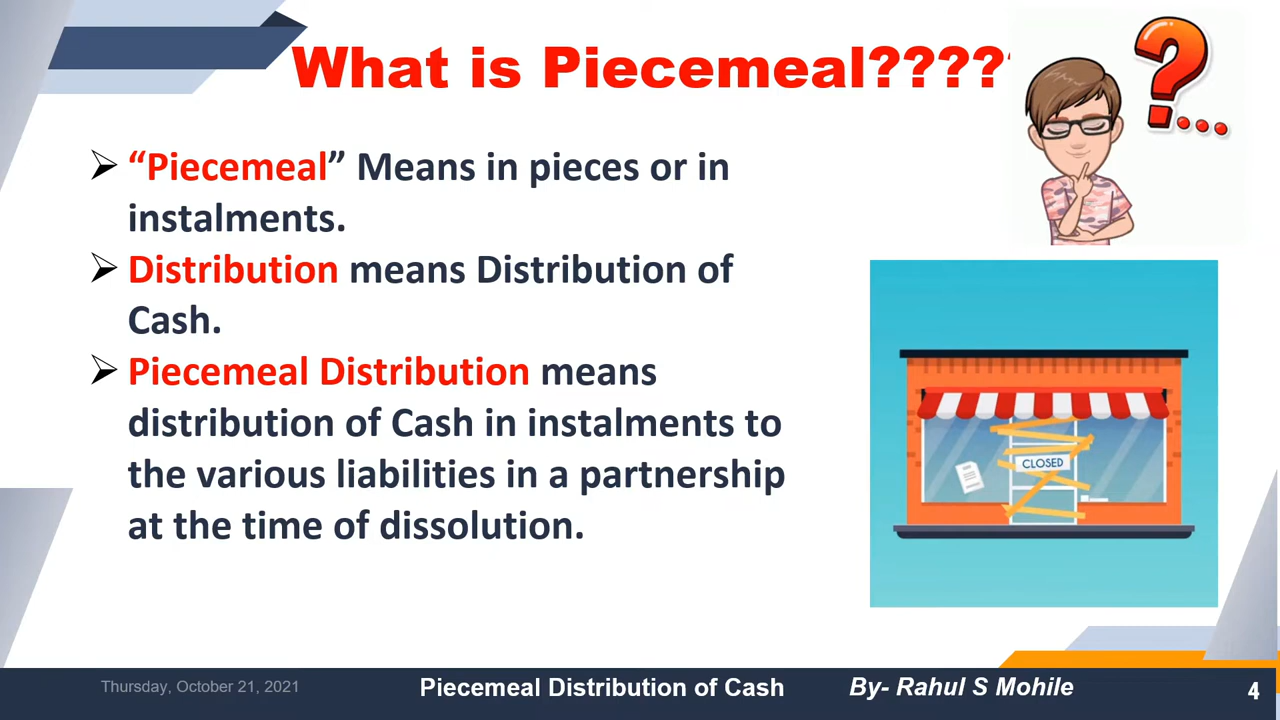 What is Piecemeal????
“Piecemeal” Means in pieces or in
instalments.
Distribution means Distribution of
Cash.
Piecemeal Distribution means
distribution of Cash in instalments to
the various liabilities in a partnership
at the time of dissolution.
CLOSED
Thursday, October 21, 2021
Piecemeal Distribution of Cash
By- Rahul S Mohile
4